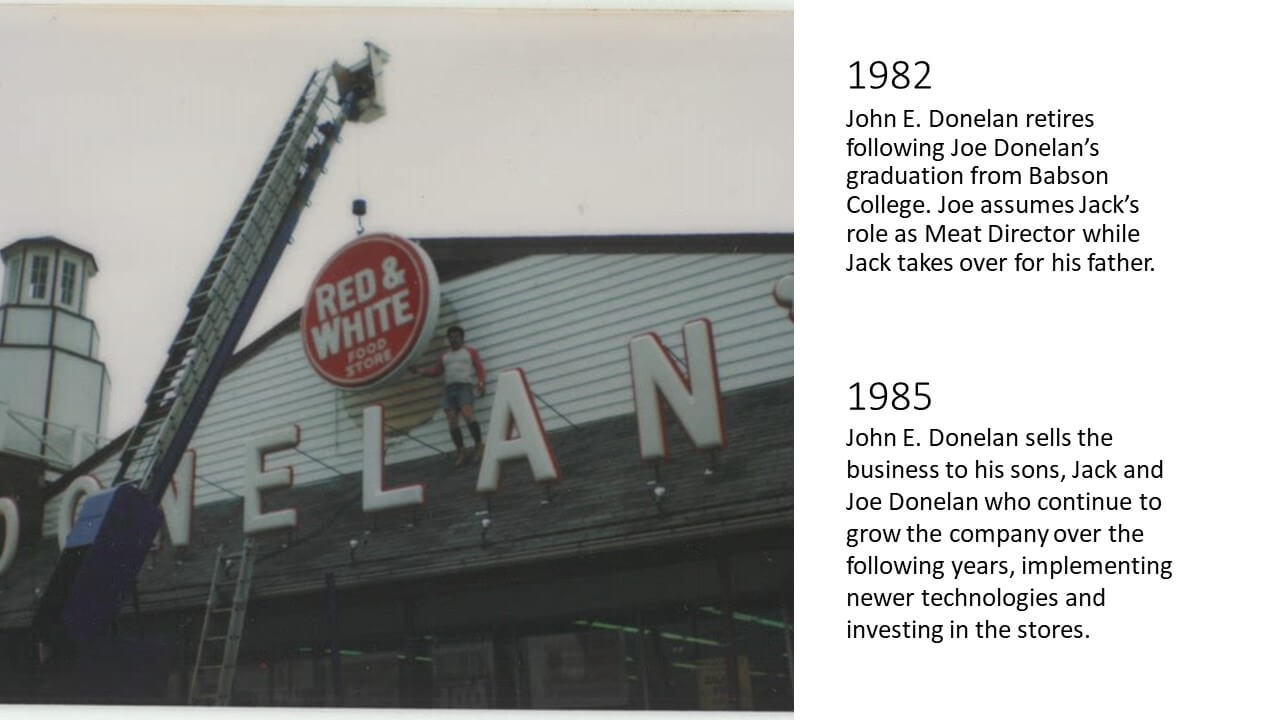 RED &
WHITE
FOOD
STORE
DONELAN
1982
John E. Donelan retires
following Joe Donelan’s
graduation from Babson
College. Joe assumes Jack’s
role as Meat Director while
Jack takes over for his father.
1985
John E. Donelan sells the
business to his sons, Jack and
Joe Donelan who continue to
grow the company over the
following years, implementing
newer technologies and
investing in the stores.